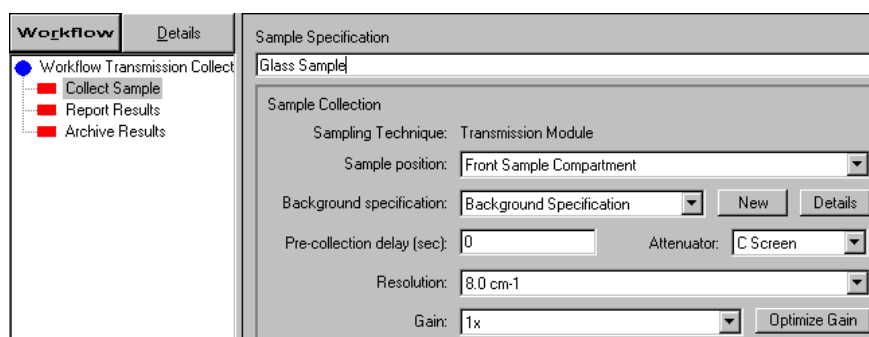 Workflow Details
Workflow Transmission Collect
Collect Sample
Report Results
Archive Results
Sample Specification
Glass Sample
Sample Collection
Sampling Technique: Transmission Module
Sample position: Front Sample Compartment
Background specification: Background Specification New Details
Pre-collection delay (sec): 0 Attenuator: C Screen
Resolution: 8.0 cm-1
Gain: 1x Optimize Gain